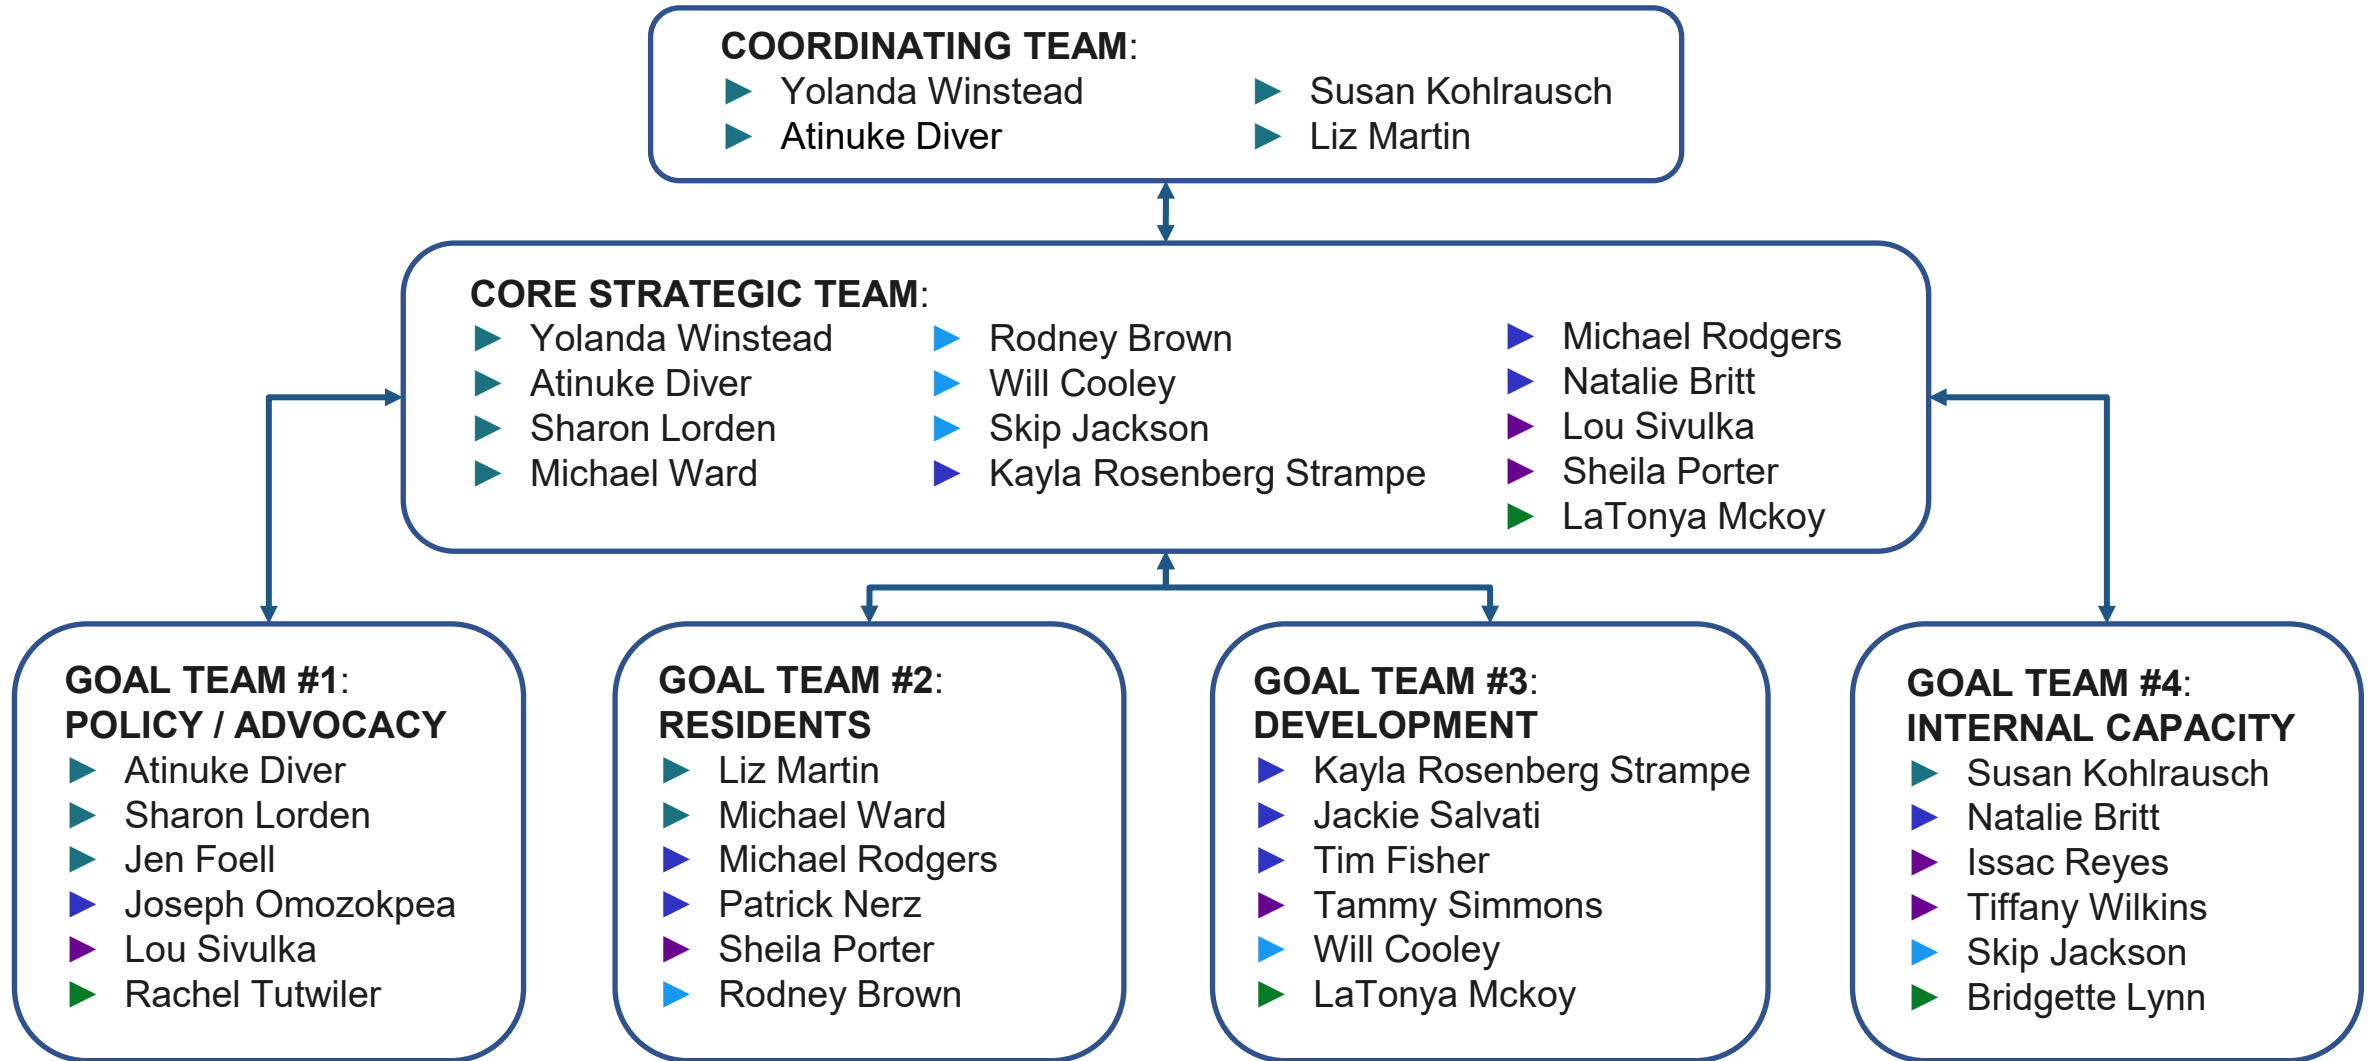 COORDINATING TEAM:
Yolanda Winstead
Atinuke Diver
Susan Kohlrausch
Liz Martin
CORE STRATEGIC TEAM:
Yolanda Winstead
Atinuke Diver
Sharon Lorden
Michael Ward
Rodney Brown
Will Cooley
Skip Jackson
Kayla Rosenberg Strampe
Michael Rodgers
Natalie Britt
Lou Sivulka
Sheila Porter
LaTonya Mckoy
GOAL TEAM #1:
POLICY / ADVOCACY
Atinuke Diver
Sharon Lorden
Jen Foell
Joseph Omozokpea
Lou Sivulka
Rachel Tutwiler
GOAL TEAM #2:
RESIDENTS
Liz Martin
Michael Ward
Michael Rodgers
Patrick Nerz
Sheila Porter
Rodney Brown
GOAL TEAM #3:
DEVELOPMENT
Kayla Rosenberg Strampe
Jackie Salvati
Tim Fisher
Tammy Simmons
Will Cooley
LaTonya Mckoy
GOAL TEAM #4:
INTERNAL CAPACITY
Susan Kohlrausch
Natalie Britt
Issac Reyes
Tiffany Wilkins
Skip Jackson
Bridgette Lynn